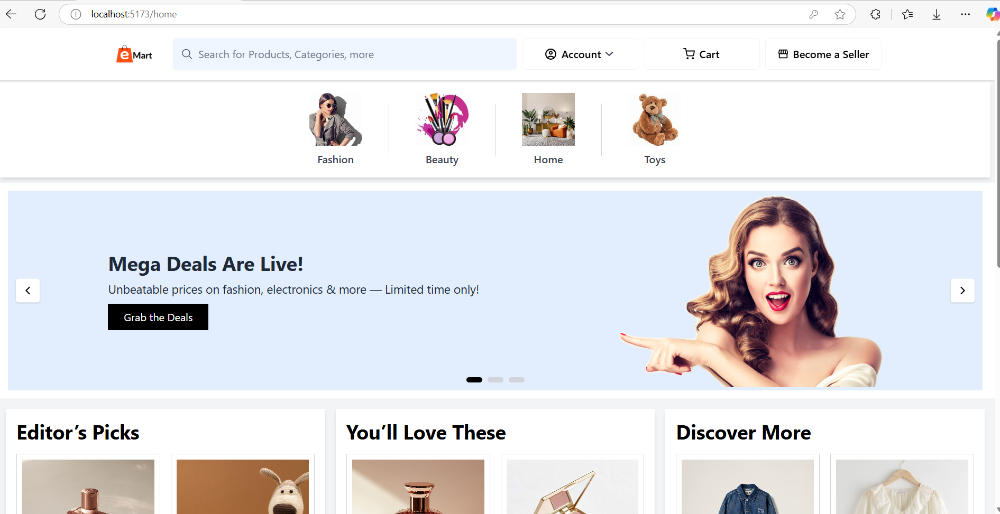 localhost:5173/home
e Mart
Search for Products, Categories, more
Account
Cart
Become a Seller
Fashion
Beauty
Home
Toys
Mega Deals Are Live!
Unbeatable prices on fashion, electronics & more — Limited time only!
Grab the Deals
Editor’s Picks
You’ll Love These
Discover More